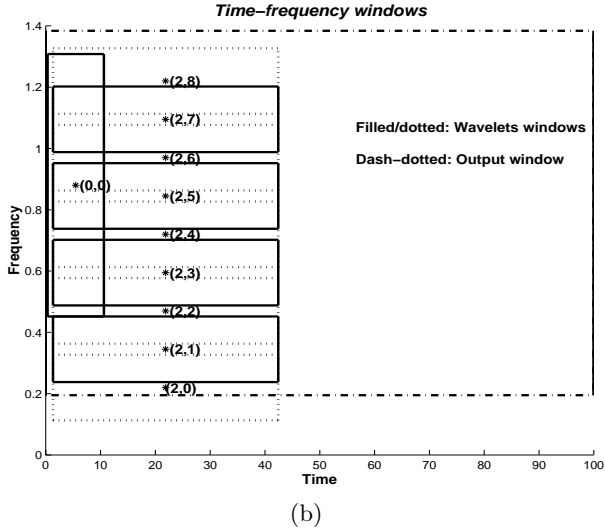 Time–frequency windows
1.4
1.2
1
0.8
0.6
0.4
0.2
0
Frequency
*(2,8)
*(2,7)
*(2,6)
*(2,5)
*(0,0)
*(2,4)
*(2,3)
*(2,2)
*(2,1)
*(2,0)
Filled/dotted: Wavelets windows
Dash–dotted: Output window
0 10 20 30 40 50 60 70 80 90 100
Time
(b)